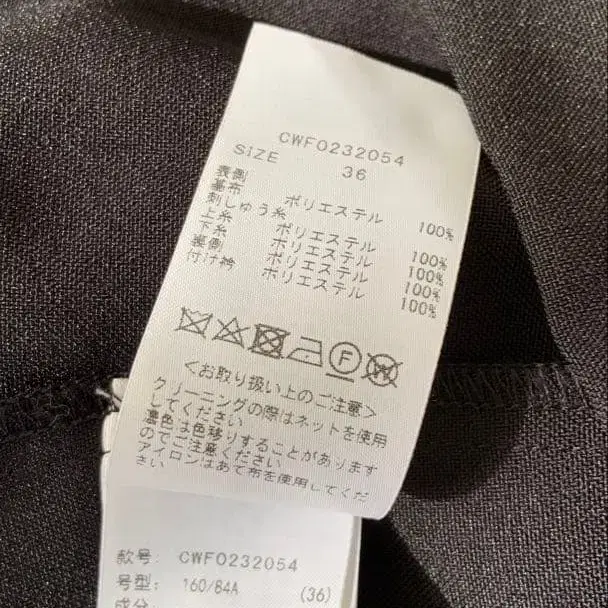 CWF0232054
SIZE 36
表側
基布 ポリエステル 100%
刺しゅう糸
上糸 ポリエステル 100%
下糸 ポリエステル 100%
裏側 ポリエステル 100%
付け衿 ポリエステル 100%
F
<お取り扱い上のご注意>
クリーニングの際はネットを使用
してください
濃色は色移りすることがあります
のでご注意ください
アイロンはあて布を使用してくだ
さい
款号: CWF0232054
号型: 160/84A (36)
成分: